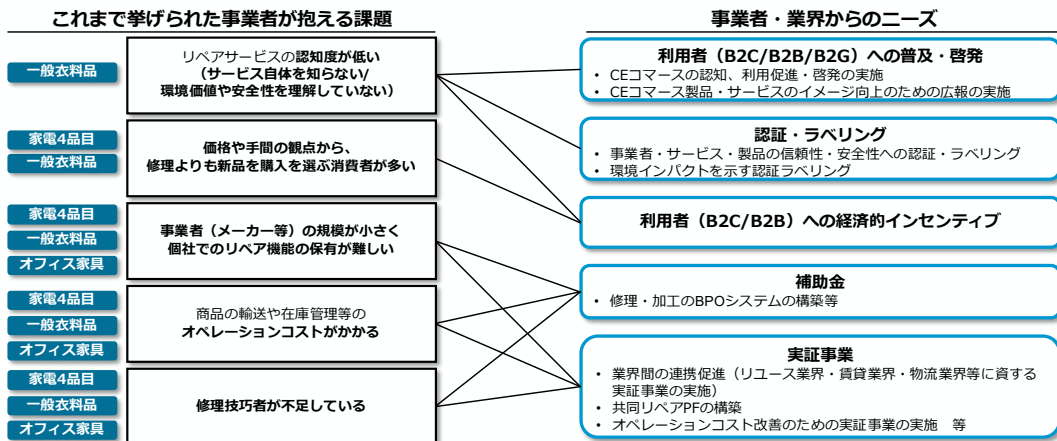 これまで挙げられた事業者が抱える課題
一般衣料品
リペアサービスの認知度が低い
（サービス自体を知らない/
環境価値や安全性を理解していない）
家電4品目
一般衣料品
価格や手間の観点から、
修理よりも新品を購入を選ぶ消費者が多い
家電4品目
一般衣料品
オフィス家具
事業者（メーカー等）の規模が小さく
個社でのリペア機能の保有が難しい
家電4品目
一般衣料品
オフィス家具
商品の輸送や在庫管理等の
オペレーションコストがかかる
家電4品目
一般衣料品
オフィス家具
修理技巧者が不足している
事業者・業界からのニーズ
利用者（B2C/B2B/B2G）への普及・啓発
• CEコマースの認知、利用促進・啓発の実施
• CEコマース製品・サービスのイメージ向上のための広報の実施
認証・ラベリング
• 事業者・サービス・製品の信頼性・安全性への認証・ラベリング
• 環境インパクトを示す認証ラベリング
利用者（B2C/B2B）への経済的インセンティブ
補助金
• 修理・加工のBPOシステムの構築等
実証事業
• 業界間の連携促進（リユース業界・賃貸業界・物流業界等に資する
実証事業の実施）
• 共同リペアPFの構築
• オペレーションコスト改善のための実証事業の実施　等